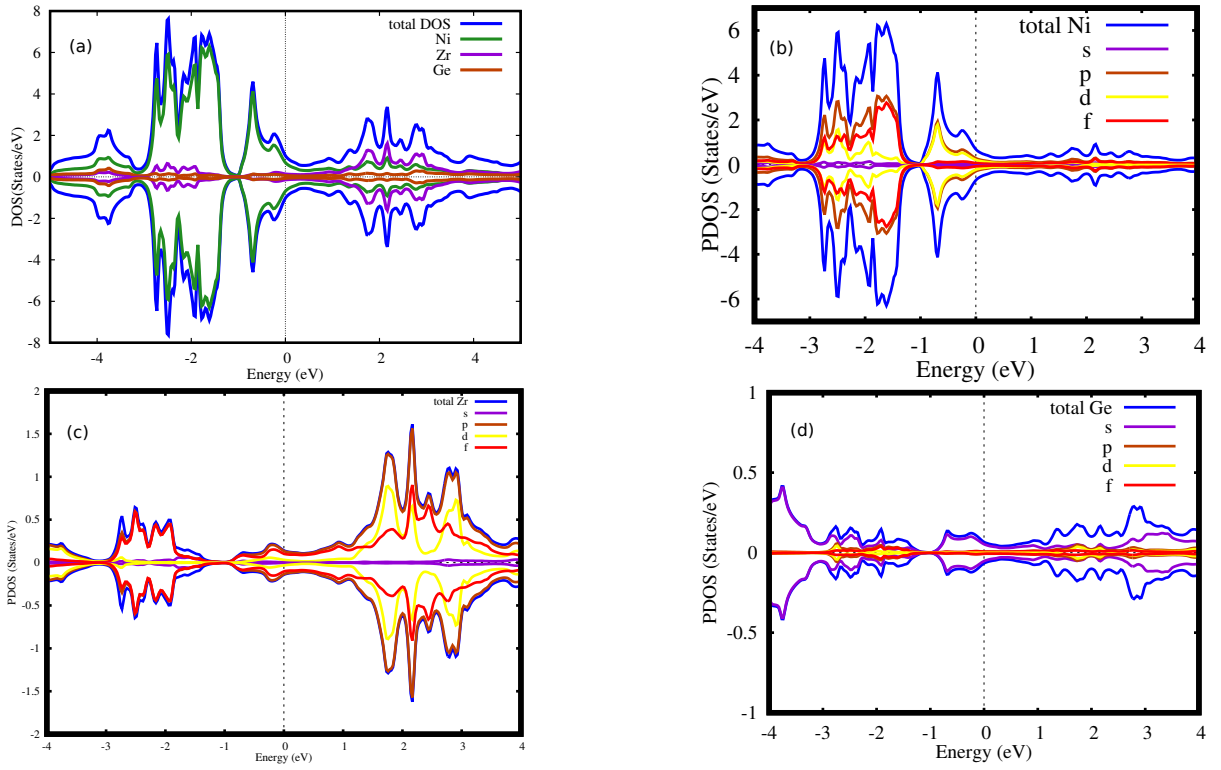 (a)
total DOS
Ni
Zr
Ge
DOS(States/eV)
8
6
4
2
0
-2
-4
-6
-8
-4
-2
0
2
4
Energy (eV)
(b)
total Ni
s
p
d
f
PDOS (States/eV)
6
4
2
0
-2
-4
-6
-4
-3
-2
-1
0
1
2
3
4
Energy (eV)
(c)
total Zr
s
p
d
f
PDOS (States/eV)
2
1.5
1
0.5
0
-0.5
-1
-1.5
-2
-4
-3
-2
-1
0
1
2
3
4
Energy (eV)
(d)
total Ge
s
p
d
f
PDOS (States/eV)
1
0.5
0
-0.5
-1
-4
-3
-2
-1
0
1
2
3
4
Energy (eV)